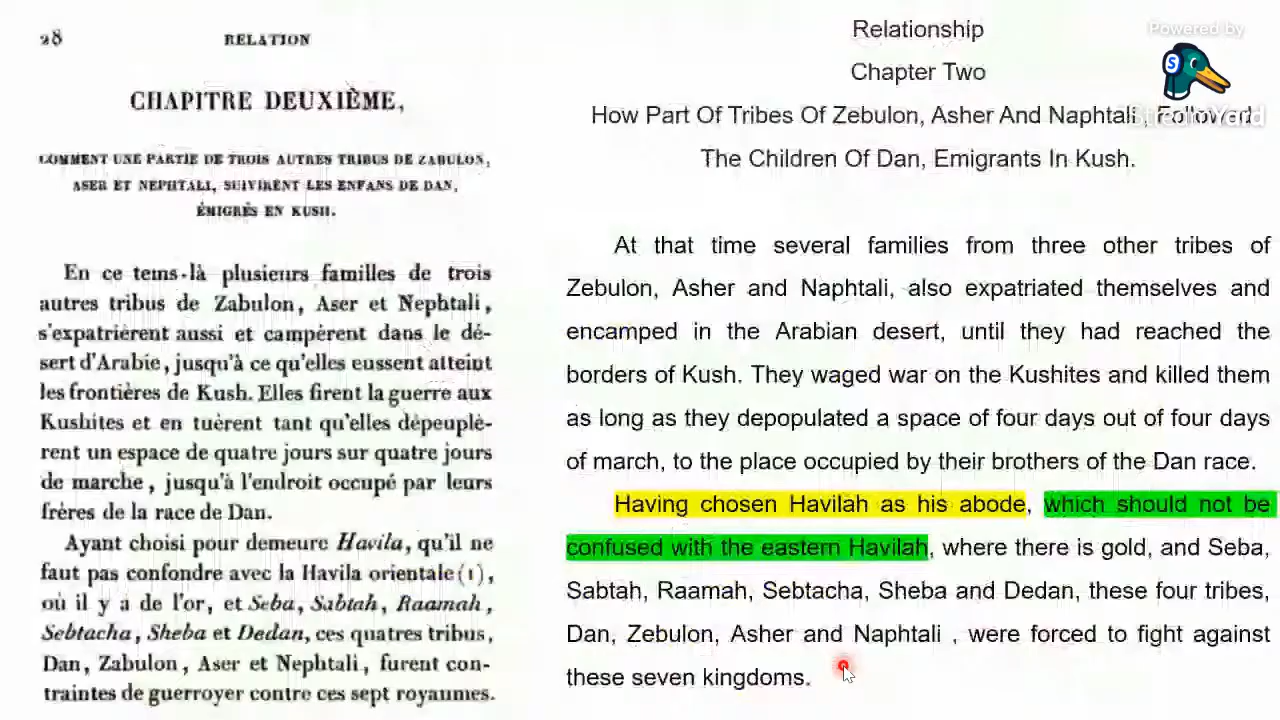 28 RELATION
CHAPITRE DEUXIÈME,
COMMENT UNE PARTIE DE TROIS AUTRES TRIBUS DE ZABULON,
ASER ET NEPHTALI, SUIVIRENT LES ENFANS DE DAN,
ÉMIGRÈS EN KUSH.
En ce tems-là plusieurs familles de trois
autres tribus de Zabulon, Aser et Nephtali,
s'expatrièrent aussi et campèrent dans le dé-
sert d'Arabie, jusqu'à ce qu'elles eussent atteint
les frontières de Kush. Elles firent la guerre aux
Kushites et en tuèrent tant qu'elles dépeuplè-
rent un espace de quatre jours sur quatre jours
de marche, jusqu'à l'endroit occupé par leurs
frères de la race de Dan.
Ayant choisi pour demeure Havila, qu'il ne
faut pas confondre avec la Havila orientale (1),
où il y a de l'or, et Seba, Sabtah, Raamah,
Sebtacha, Sheba et Dedan, ces quatres tribus,
Dan, Zabulon, Aser et Nephtali, furent con-
traintes de guerroyer contre ces sept royaumes.
Relationship
Chapter Two
How Part Of Tribes Of Zebulon, Asher And Naphtali , Followed
The Children Of Dan, Emigrants In Kush.
At that time several families from three other tribes of
Zebulon, Asher and Naphtali, also expatriated themselves and
encamped in the Arabian desert, until they had reached the
borders of Kush. They waged war on the Kushites and killed them
as long as they depopulated a space of four days out of four days
of march, to the place occupied by their brothers of the Dan race.
Having chosen Havilah as his abode, which should not be
confused with the eastern Havilah, where there is gold, and Seba,
Sabtah, Raamah, Sebtacha, Sheba and Dedan, these four tribes,
Dan, Zebulon, Asher and Naphtali , were forced to fight against
these seven kingdoms.
Powered by
S
StreamYard